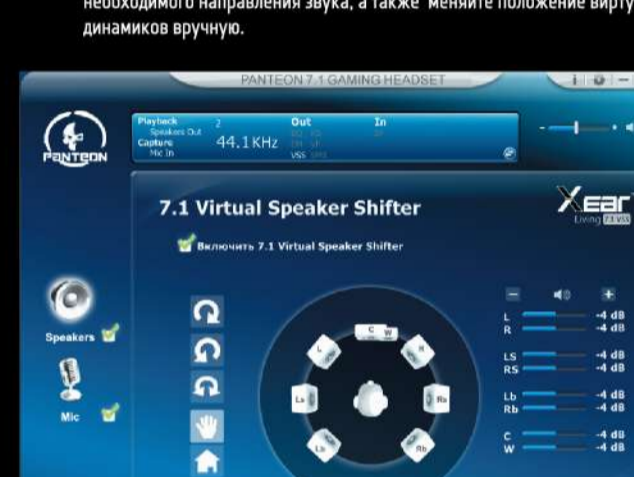 необходимого направления звука, а также меняйте положение вирту
динамиков вручную.
PANTEON 7.1 GAMING HEADSET
i
PANTEON
Playback 2 Out In
Speakers Out
Capture 44.1KHz
Mic In VSS
7.1 Virtual Speaker Shifter
Xear
Living 7.1 VSS
Включить 7.1 Virtual Speaker Shifter
Speakers
Mic
C W
L R
Ls Rs
Lb Rb
L -4 dB
R -4 dB
LS -4 dB
RS -4 dB
Lb -4 dB
Rb -4 dB
C -4 dB
W -4 dB